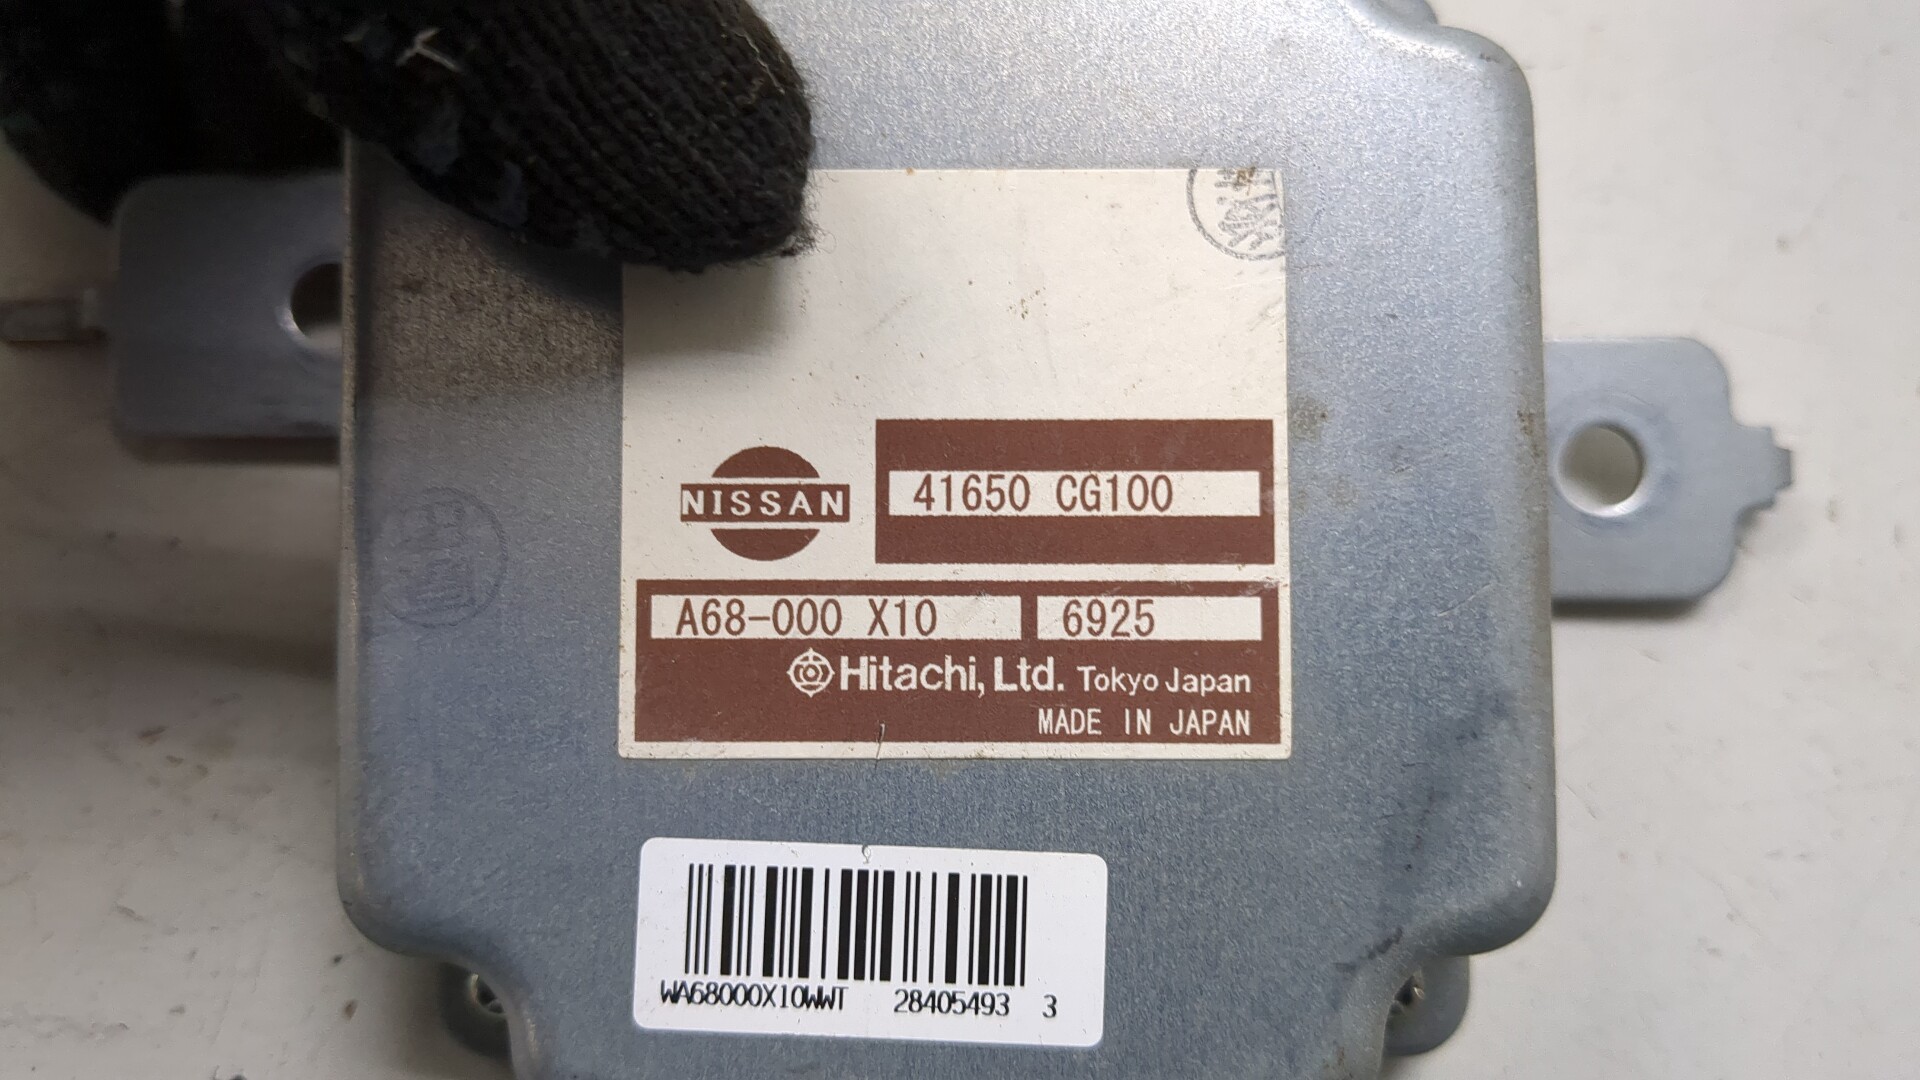 NISSAN
41650 CG100
A68-000 X10 6925
Hitachi, Ltd. Tokyo Japan
MADE IN JAPAN
WA68000X10WWT 28405493 3